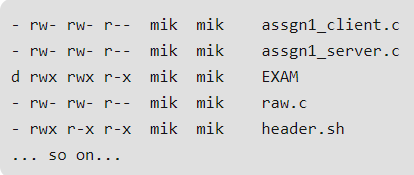 - rw- rw- r-- mik mik assgn1_client.c
- rw- rw- r-- mik mik assgn1_server.c
d rwx rwx r-x mik mik EXAM
- rw- rw- r-- mik mik raw.c
- rwx r-x r-x mik mik header.sh
... so on...